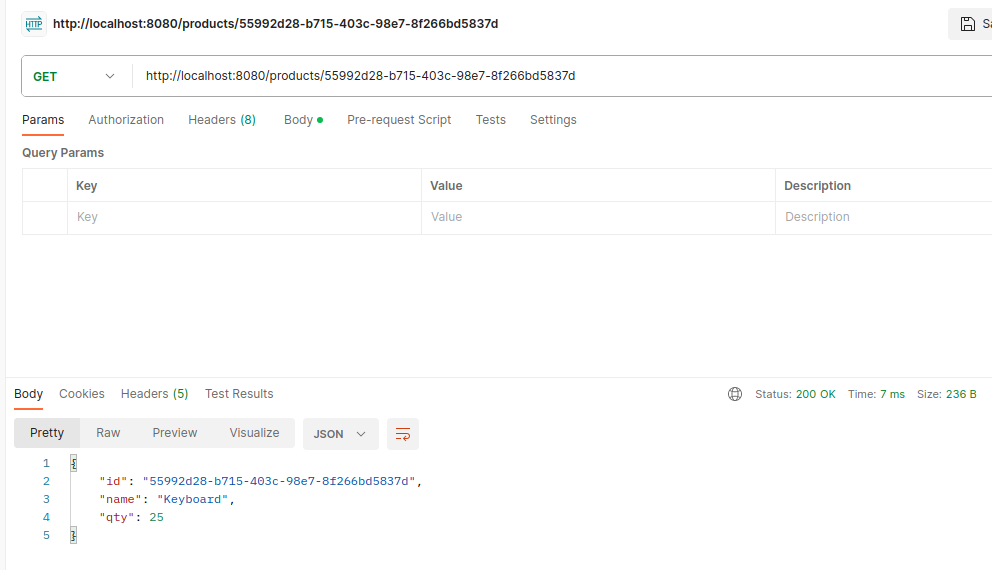 HTTP http://localhost:8080/products/55992d28-b715-403c-98e7-8f266bd5837d
GET http://localhost:8080/products/55992d28-b715-403c-98e7-8f266bd5837d
Params Authorization Headers (8) Body Pre-request Script Tests Settings
Query Params
Key Value Description
Key Value Description
Body Cookies Headers (5) Test Results Status: 200 OK Time: 7 ms Size: 236 B
Pretty Raw Preview Visualize JSON
1 {
2 "id": "55992d28-b715-403c-98e7-8f266bd5837d",
3 "name": "Keyboard",
4 "qty": 25
5 }